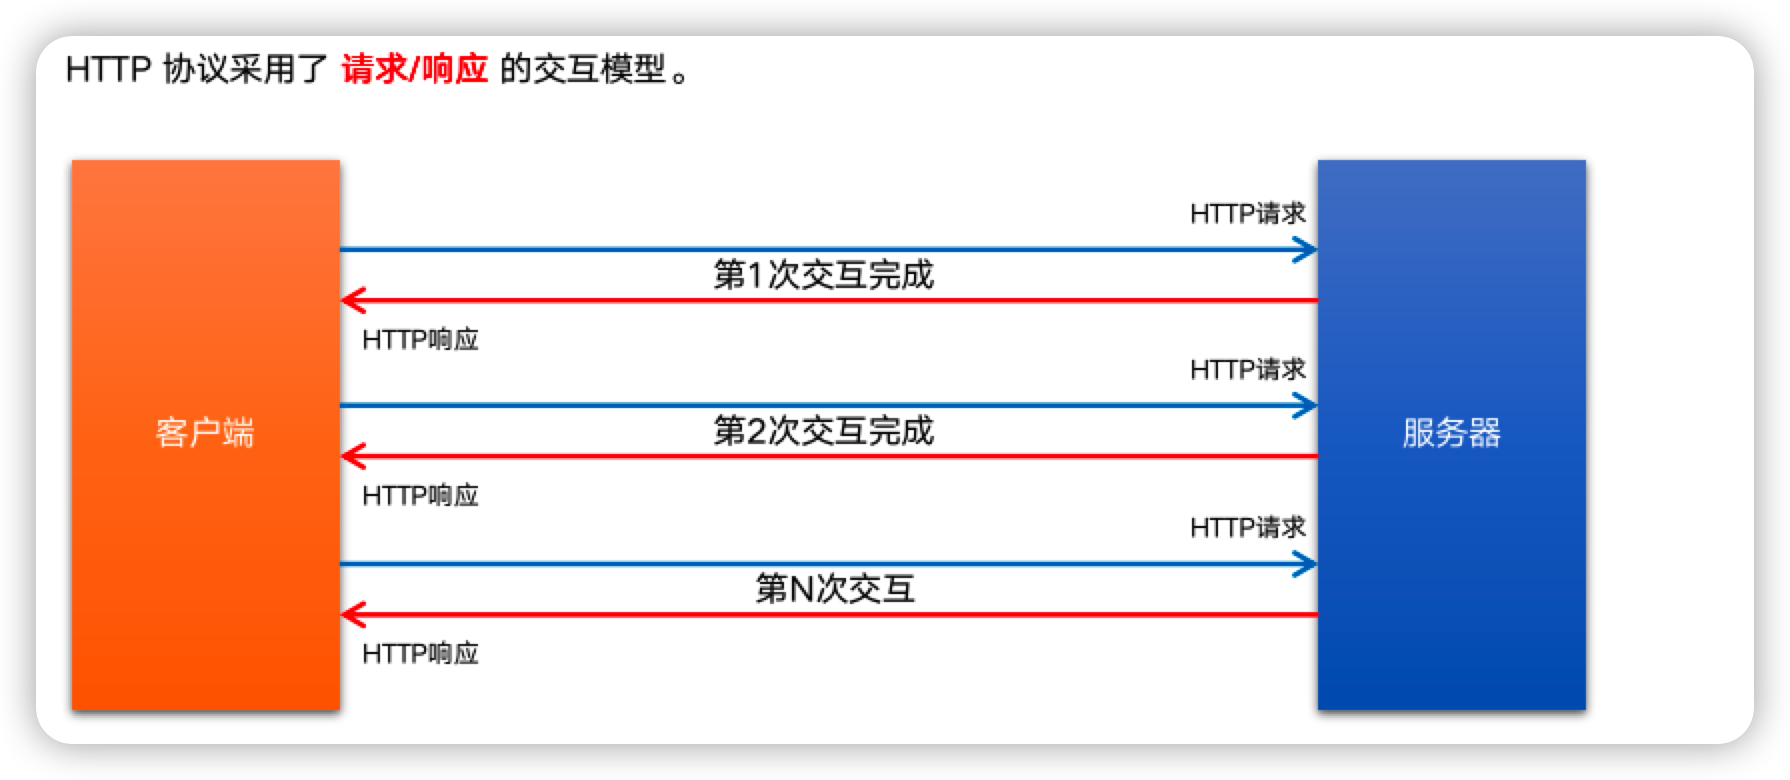 HTTP 协议采用了 请求/响应 的交互模型。
HTTP请求
第1次交互完成
HTTP响应
HTTP请求
客户端
第2次交互完成
服务器
HTTP响应
HTTP请求
第N次交互
HTTP响应